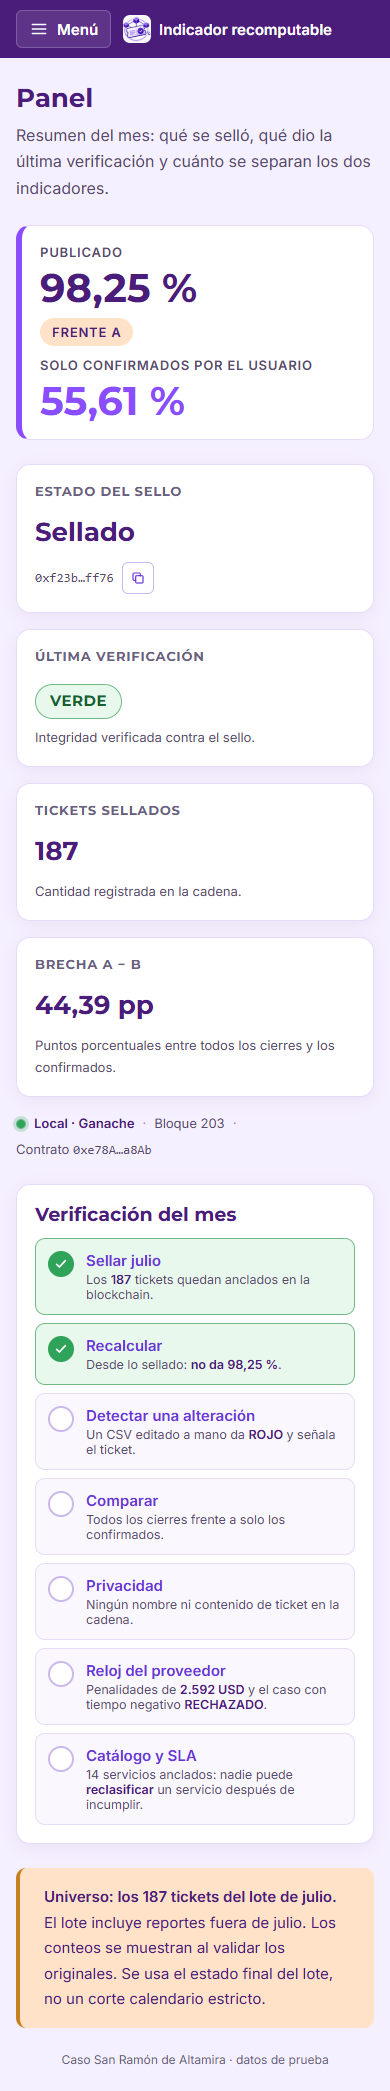 Menú
Indicador recomputable
Panel
Resumen del mes: qué se selló, qué dio la
última verificación y cuánto se separan los dos
indicadores.
PUBLICADO
98,25 %
FRENTE A
SOLO CONFIRMADOS POR EL USUARIO
55,61 %
ESTADO DEL SELLO
Sellado
0xf23b…ff76
ÚLTIMA VERIFICACIÓN
VERDE
Integridad verificada contra el sello.
TICKETS SELLADOS
187
Cantidad registrada en la cadena.
BRECHA A − B
44,39 pp
Puntos porcentuales entre todos los cierres y los
confirmados.
Local · Ganache · Bloque 203 ·
Contrato 0xe78A…a8Ab
Verificación del mes
Sellar julio
Los 187 tickets quedan anclados en la
blockchain.
Recalcular
Desde lo sellado: no da 98,25 %.
Detectar una alteración
Un CSV editado a mano da ROJO y señala
el ticket.
Comparar
Todos los cierres frente a solo los
confirmados.
Privacidad
Ningún nombre ni contenido de ticket en la
cadena.
Reloj del proveedor
Penalidades de 2.592 USD y el caso con
tiempo negativo RECHAZADO.
Catálogo y SLA
14 servicios anclados: nadie puede
reclasificar un servicio después de
incumplir.
Universo: los 187 tickets del lote de julio.
El lote incluye reportes fuera de julio. Los
conteos se muestran al validar los
originales. Se usa el estado final del lote,
no un corte calendario estricto.
Caso San Ramón de Altamira · datos de prueba